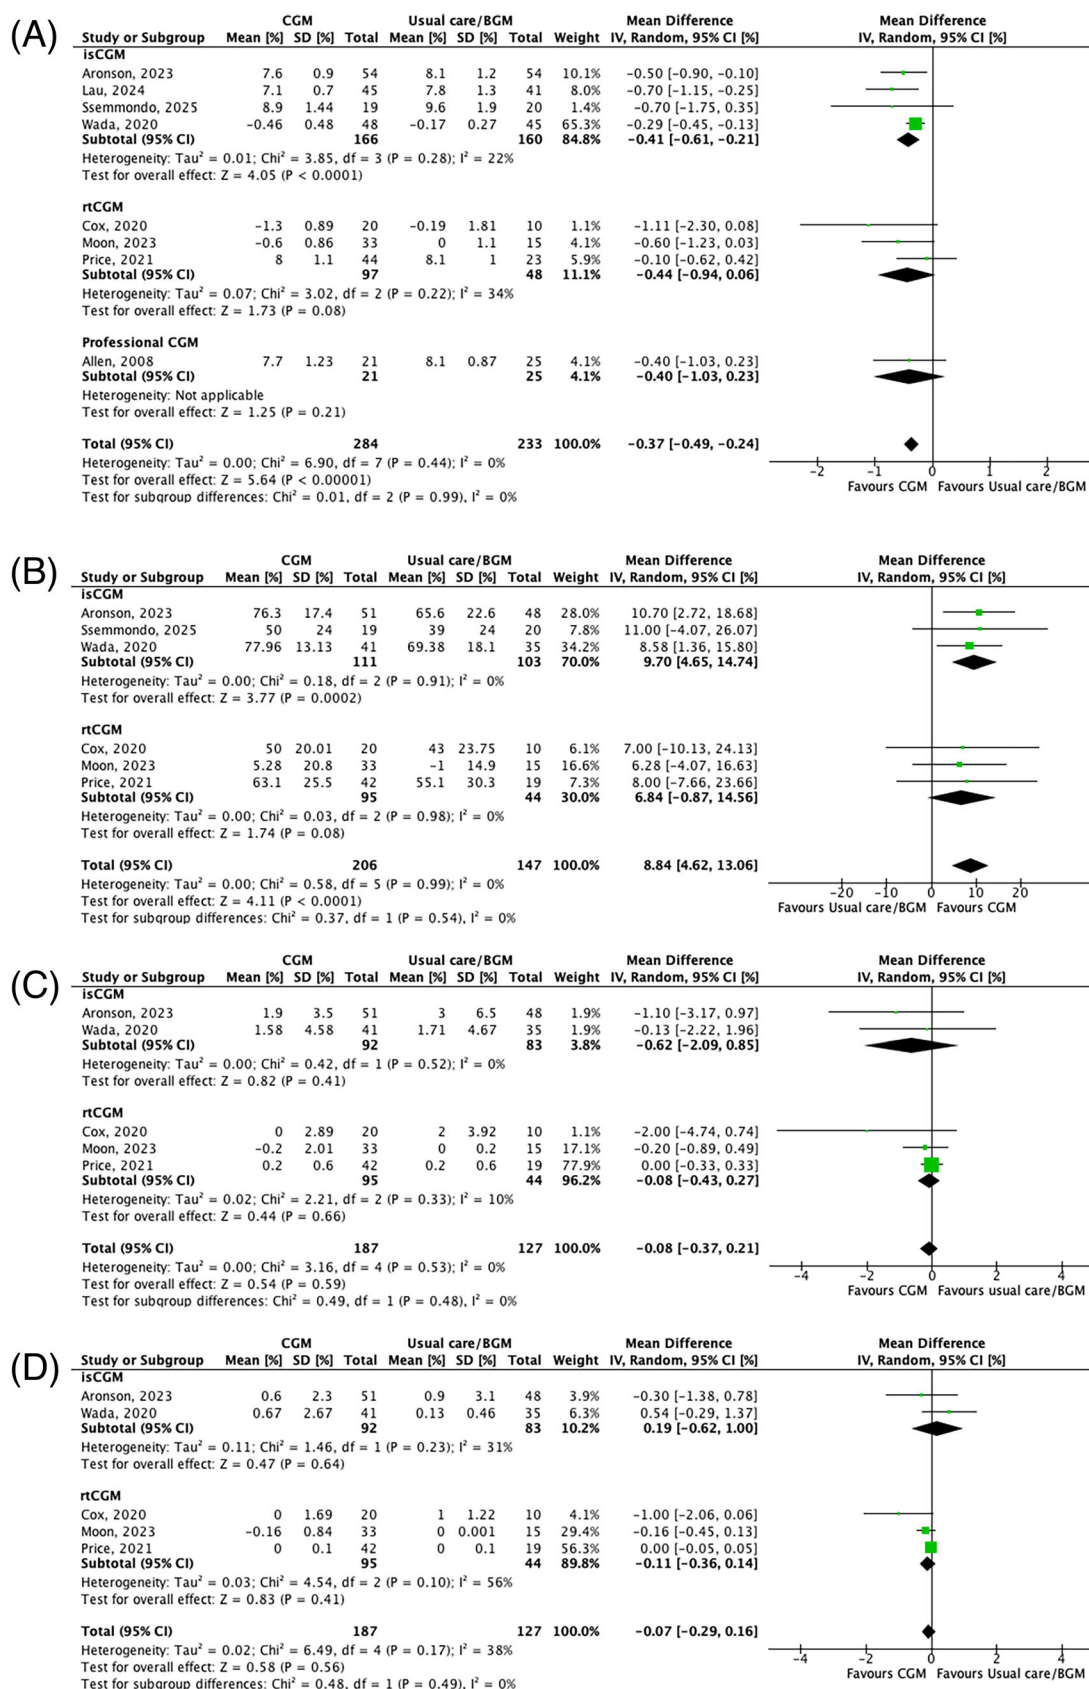 (A)
CGM Usual care/BGM Mean Difference Mean Difference
Study or Subgroup Mean [%] SD [%] Total Mean [%] SD [%] Total Weight IV, Random, 95% CI [%] IV, Random, 95% CI [%]
isCGM
Aronson, 2023 7.6 0.9 54 8.1 1.2 54 10.1% −0.50 [−0.90, −0.10]
Lau, 2024 7.1 0.7 45 7.8 1.3 41 8.0% −0.70 [−1.15, −0.25]
Ssemmondo, 2025 8.9 1.44 19 9.6 1.9 20 1.4% −0.70 [−1.75, 0.35]
Wada, 2020 −0.46 0.48 48 −0.17 0.27 45 65.3% −0.29 [−0.45, −0.13]
Subtotal (95% CI) 166 160 84.8% −0.41 [−0.61, −0.21]
Heterogeneity: Tau² = 0.01; Chi² = 3.85, df = 3 (P = 0.28); I² = 22%
Test for overall effect: Z = 4.05 (P < 0.0001)
rtCGM
Cox, 2020 −1.3 0.89 20 −0.19 1.81 10 1.1% −1.11 [−2.30, 0.08]
Moon, 2023 −0.6 0.86 33 0 1.1 15 4.1% −0.60 [−1.23, 0.03]
Price, 2021 8 1.1 44 8.1 1 23 5.9% −0.10 [−0.62, 0.42]
Subtotal (95% CI) 97 48 11.1% −0.44 [−0.94, 0.06]
Heterogeneity: Tau² = 0.07; Chi² = 3.02, df = 2 (P = 0.22); I² = 34%
Test for overall effect: Z = 1.73 (P = 0.08)
Professional CGM
Allen, 2008 7.7 1.23 21 8.1 0.87 25 4.1% −0.40 [−1.03, 0.23]
Subtotal (95% CI) 21 25 4.1% −0.40 [−1.03, 0.23]
Heterogeneity: Not applicable
Test for overall effect: Z = 1.25 (P = 0.21)
Total (95% CI) 284 233 100.0% −0.37 [−0.49, −0.24]
Heterogeneity: Tau² = 0.00; Chi² = 6.90, df = 7 (P = 0.44); I² = 0%
Test for overall effect: Z = 5.64 (P < 0.00001)
Test for subgroup differences: Chi² = 0.01, df = 2 (P = 0.99), I² = 0%
−2 −1 0 1 2
Favours CGM Favours Usual care/BGM
(B)
CGM Usual care/BGM Mean Difference Mean Difference
Study or Subgroup Mean [%] SD [%] Total Mean [%] SD [%] Total Weight IV, Random, 95% CI [%] IV, Random, 95% CI [%]
isCGM
Aronson, 2023 76.3 17.4 51 65.6 22.6 48 28.0% 10.70 [2.72, 18.68]
Ssemmondo, 2025 50 24 19 39 24 20 7.8% 11.00 [−4.07, 26.07]
Wada, 2020 77.96 13.13 41 69.38 18.1 35 34.2% 8.58 [1.36, 15.80]
Subtotal (95% CI) 111 103 70.0% 9.70 [4.65, 14.74]
Heterogeneity: Tau² = 0.00; Chi² = 0.18, df = 2 (P = 0.91); I² = 0%
Test for overall effect: Z = 3.77 (P = 0.0002)
rtCGM
Cox, 2020 50 20.01 20 43 23.75 10 6.1% 7.00 [−10.13, 24.13]
Moon, 2023 5.28 20.8 33 −1 14.9 15 16.6% 6.28 [−4.07, 16.63]
Price, 2021 63.1 25.5 42 55.1 30.3 19 7.3% 8.00 [−7.66, 23.66]
Subtotal (95% CI) 95 44 30.0% 6.84 [−0.87, 14.56]
Heterogeneity: Tau² = 0.00; Chi² = 0.03, df = 2 (P = 0.98); I² = 0%
Test for overall effect: Z = 1.74 (P = 0.08)
Total (95% CI) 206 147 100.0% 8.84 [4.62, 13.06]
Heterogeneity: Tau² = 0.00; Chi² = 0.58, df = 5 (P = 0.99); I² = 0%
Test for overall effect: Z = 4.11 (P < 0.0001)
Test for subgroup differences: Chi² = 0.37, df = 1 (P = 0.54), I² = 0%
−20 −10 0 10 20
Favours Usual care/BGM Favours CGM
(C)
CGM Usual care/BGM Mean Difference Mean Difference
Study or Subgroup Mean [%] SD [%] Total Mean [%] SD [%] Total Weight IV, Random, 95% CI [%] IV, Random, 95% CI [%]
isCGM
Aronson, 2023 1.9 3.5 51 3 6.5 48 1.9% −1.10 [−3.17, 0.97]
Wada, 2020 1.58 4.58 41 1.71 4.67 35 1.9% −0.13 [−2.22, 1.96]
Subtotal (95% CI) 92 83 3.8% −0.62 [−2.09, 0.85]
Heterogeneity: Tau² = 0.00; Chi² = 0.42, df = 1 (P = 0.52); I² = 0%
Test for overall effect: Z = 0.82 (P = 0.41)
rtCGM
Cox, 2020 0 2.89 20 2 3.92 10 1.1% −2.00 [−4.74, 0.74]
Moon, 2023 −0.2 2.01 33 0 0.2 15 17.1% −0.20 [−0.89, 0.49]
Price, 2021 0.2 0.6 42 0.2 0.6 19 77.9% 0.00 [−0.33, 0.33]
Subtotal (95% CI) 95 44 96.2% −0.08 [−0.43, 0.27]
Heterogeneity: Tau² = 0.02; Chi² = 2.21, df = 2 (P = 0.33); I² = 10%
Test for overall effect: Z = 0.44 (P = 0.66)
Total (95% CI) 187 127 100.0% −0.08 [−0.37, 0.21]
Heterogeneity: Tau² = 0.00; Chi² = 3.16, df = 4 (P = 0.53); I² = 0%
Test for overall effect: Z = 0.54 (P = 0.59)
Test for subgroup differences: Chi² = 0.49, df = 1 (P = 0.48), I² = 0%
−4 −2 0 2 4
Favours CGM Favours usual care/BGM
(D)
CGM Usual care/BGM Mean Difference Mean Difference
Study or Subgroup Mean [%] SD [%] Total Mean [%] SD [%] Total Weight IV, Random, 95% CI [%] IV, Random, 95% CI [%]
isCGM
Aronson, 2023 0.6 2.3 51 0.9 3.1 48 3.9% −0.30 [−1.38, 0.78]
Wada, 2020 0.67 2.67 41 0.13 0.46 35 6.3% 0.54 [−0.29, 1.37]
Subtotal (95% CI) 92 83 10.2% 0.19 [−0.62, 1.00]
Heterogeneity: Tau² = 0.11; Chi² = 1.46, df = 1 (P = 0.23); I² = 31%
Test for overall effect: Z = 0.47 (P = 0.64)
rtCGM
Cox, 2020 0 1.69 20 1 1.22 10 4.1% −1.00 [−2.06, 0.06]
Moon, 2023 −0.16 0.84 33 0 0.001 15 29.4% −0.16 [−0.45, 0.13]
Price, 2021 0 0.1 42 0 0.1 19 56.3% 0.00 [−0.05, 0.05]
Subtotal (95% CI) 95 44 89.8% −0.11 [−0.36, 0.14]
Heterogeneity: Tau² = 0.03; Chi² = 4.54, df = 2 (P = 0.10); I² = 56%
Test for overall effect: Z = 0.83 (P = 0.41)
Total (95% CI) 187 127 100.0% −0.07 [−0.29, 0.16]
Heterogeneity: Tau² = 0.02; Chi² = 6.49, df = 4 (P = 0.17); I² = 38%
Test for overall effect: Z = 0.58 (P = 0.56)
Test for subgroup differences: Chi² = 0.48, df = 1 (P = 0.49), I² = 0%
−4 −2 0 2 4
Favours CGM Favours Usual care/BGM